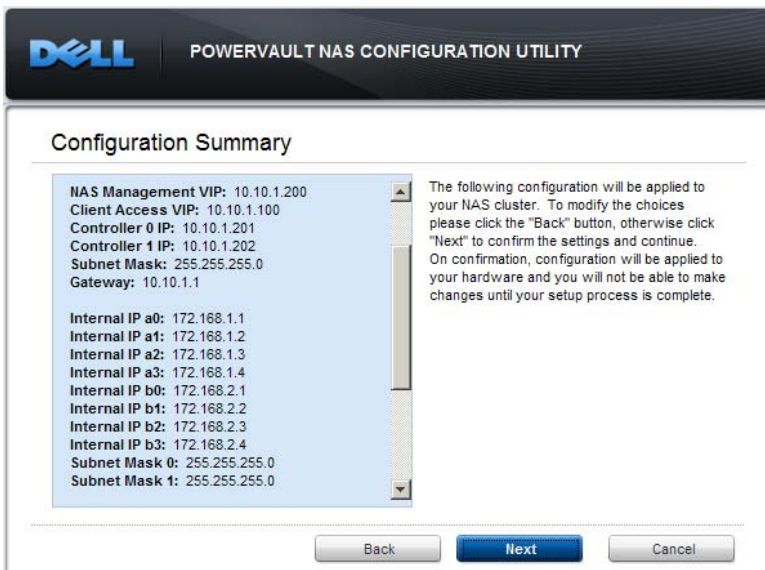 DELL
POWERVAULT NAS CONFIGURATION UTILITY
Configuration Summary
NAS Management VIP: 10.10.1.200
Client Access VIP: 10.10.1.100
Controller 0 IP: 10.10.1.201
Controller 1 IP: 10.10.1.202
Subnet Mask: 255.255.255.0
Gateway: 10.10.1.1
Internal IP a0: 172.168.1.1
Internal IP a1: 172.168.1.2
Internal IP a2: 172.168.1.3
Internal IP a3: 172.168.1.4
Internal IP b0: 172.168.2.1
Internal IP b1: 172.168.2.2
Internal IP b2: 172.168.2.3
Internal IP b3: 172.168.2.4
Subnet Mask 0: 255.255.255.0
Subnet Mask 1: 255.255.255.0
The following configuration will be applied to
your NAS cluster. To modify the choices
please click the "Back" button, otherwise click
"Next" to confirm the settings and continue.
On confirmation, configuration will be applied to
your hardware and you will not be able to make
changes until your setup process is complete.
Back
Next
Cancel